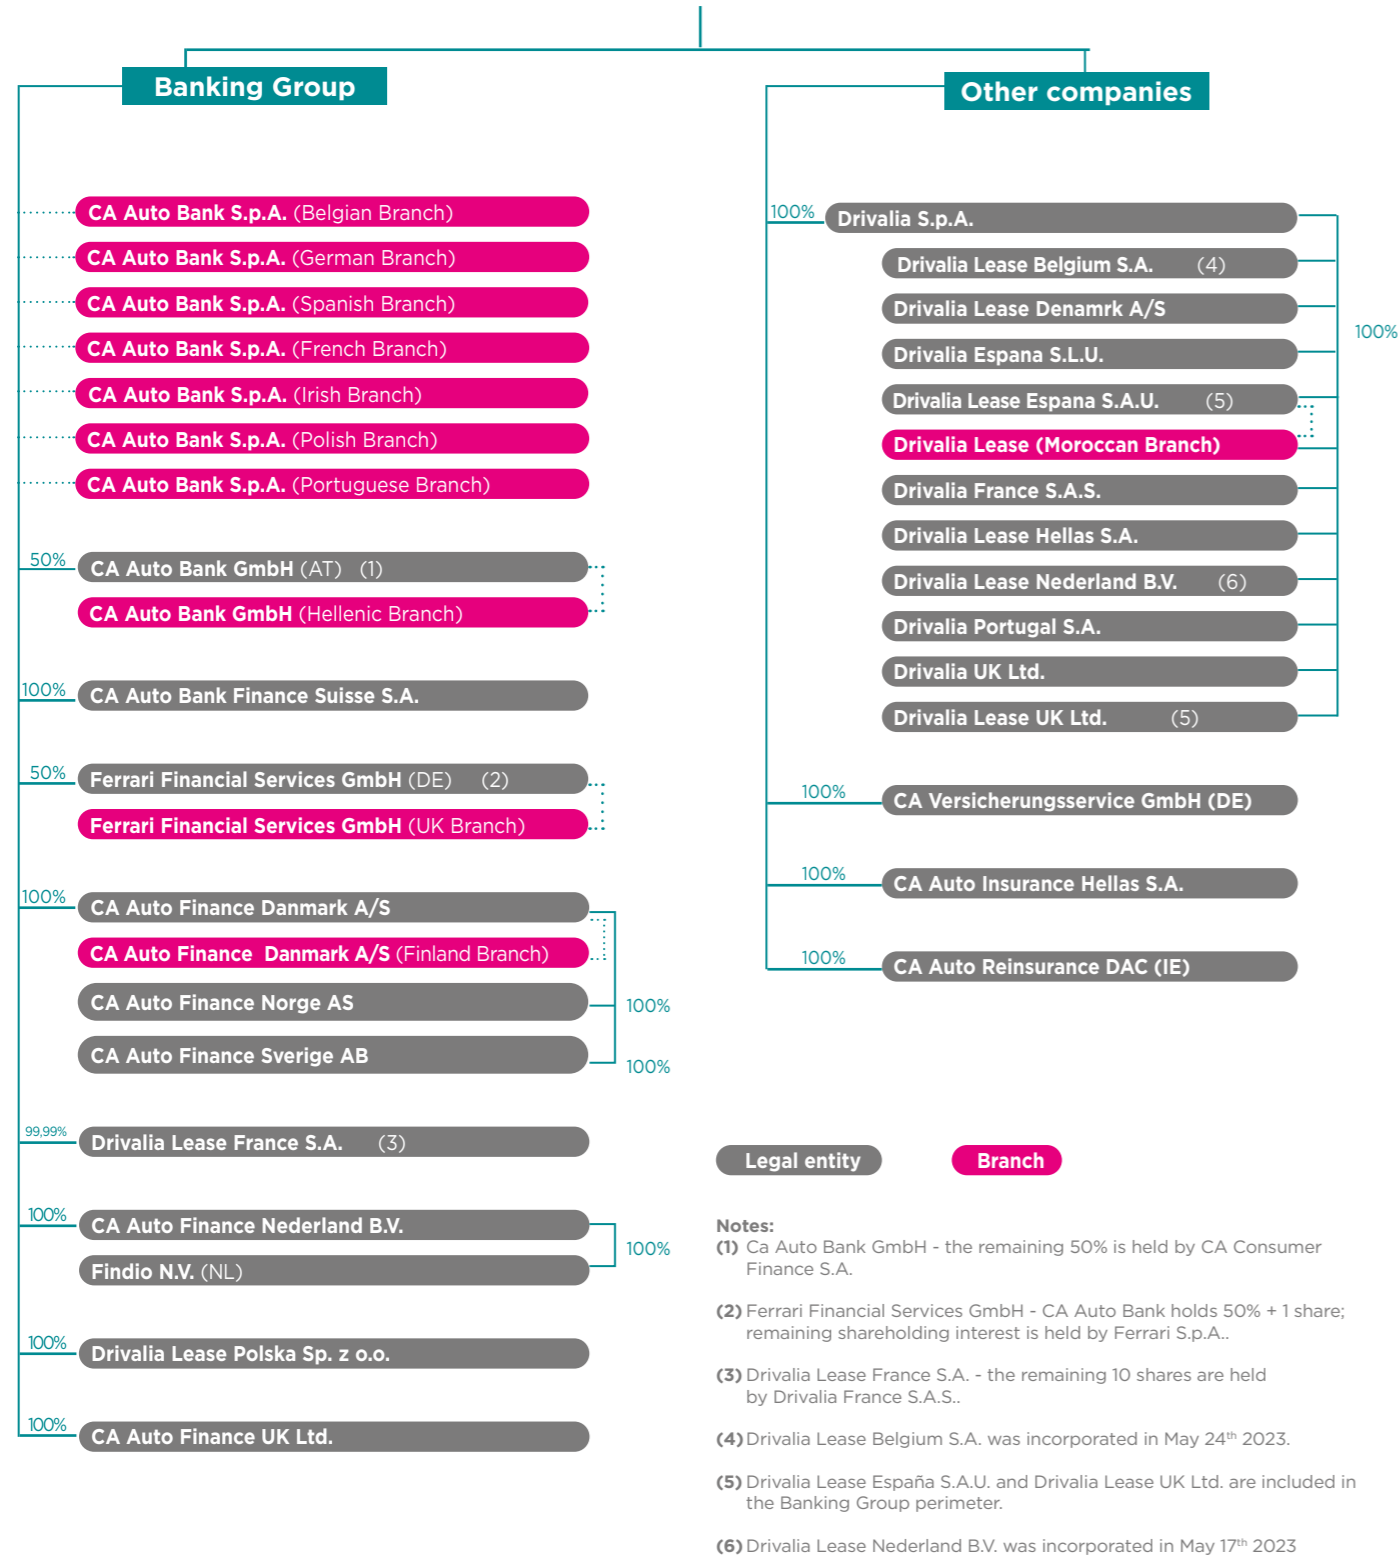 Banking Group
CA Auto Bank S.p.A. (Belgian Branch)
CA Auto Bank S.p.A. (German Branch)
CA Auto Bank S.p.A. (Spanish Branch)
CA Auto Bank S.p.A. (French Branch)
CA Auto Bank S.p.A. (Irish Branch)
CA Auto Bank S.p.A. (Polish Branch)
CA Auto Bank S.p.A. (Portuguese Branch)
50%
CA Auto Bank GmbH (AT) (1)
CA Auto Bank GmbH (Hellenic Branch)
100%
CA Auto Bank Finance Suisse S.A.
50%
Ferrari Financial Services GmbH (DE) (2)
Ferrari Financial Services GmbH (UK Branch)
100%
CA Auto Finance Danmark A/S
CA Auto Finance Danmark A/S (Finland Branch)
CA Auto Finance Norge AS
100%
CA Auto Finance Sverige AB
100%
99,99%
Drivalia Lease France S.A. (3)
100%
CA Auto Finance Nederland B.V.
100%
Findio N.V. (NL)
100%
Drivalia Lease Polska Sp. z o.o.
100%
CA Auto Finance UK Ltd.
Other companies
100%
Drivalia S.p.A.
Drivalia Lease Belgium S.A. (4)
Drivalia Lease Denamrk A/S
100%
Drivalia Espana S.L.U.
Drivalia Lease Espana S.A.U. (5)
Drivalia Lease (Moroccan Branch)
Drivalia France S.A.S.
Drivalia Lease Hellas S.A.
Drivalia Lease Nederland B.V. (6)
Drivalia Portugal S.A.
Drivalia UK Ltd.
Drivalia Lease UK Ltd. (5)
100%
CA Versicherungsservice GmbH (DE)
100%
CA Auto Insurance Hellas S.A.
100%
CA Auto Reinsurance DAC (IE)
Legal entity
Branch
Notes:
(1) Ca Auto Bank GmbH - the remaining 50% is held by CA Consumer
Finance S.A.
(2) Ferrari Financial Services GmbH - CA Auto Bank holds 50% + 1 share;
remaining shareholding interest is held by Ferrari S.p.A..
(3) Drivalia Lease France S.A. - the remaining 10 shares are held
by Drivalia France S.A.S..
(4) Drivalia Lease Belgium S.A. was incorporated in May 24th 2023.
(5) Drivalia Lease España S.A.U. and Drivalia Lease UK Ltd. are included in
the Banking Group perimeter.
(6) Drivalia Lease Nederland B.V. was incorporated in May 17th 2023